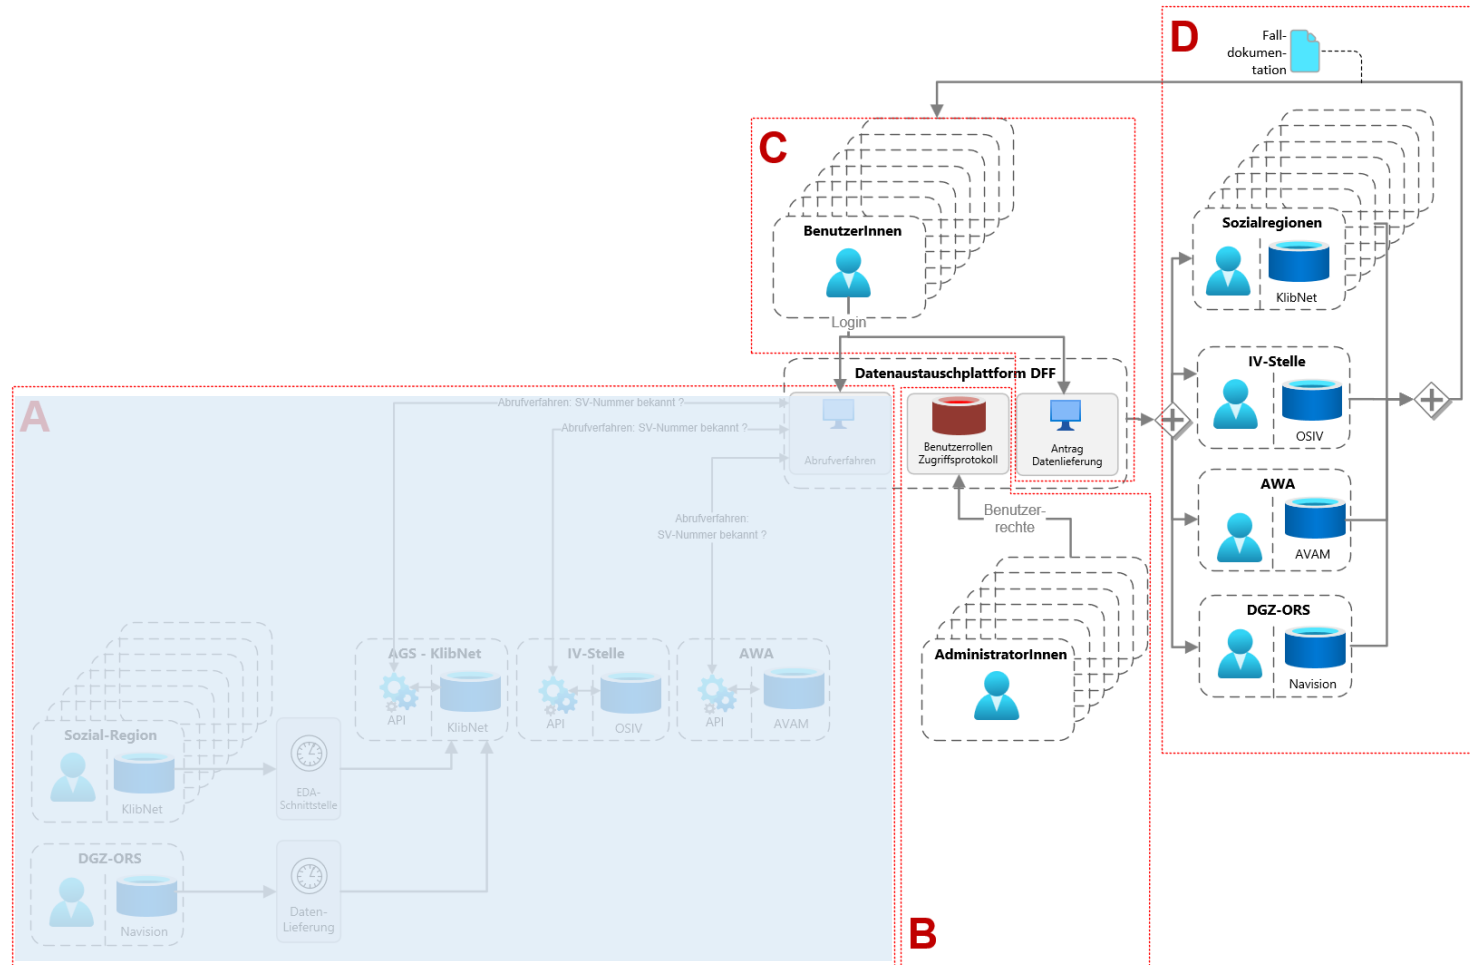 D
Fall-
dokumen-
tation
C
BenutzerInnen
Login
Sozialregionen
KlibNet
IV-Stelle
OSIV
AWA
AVAM
DGZ-ORS
Navision
Datenaustauschplattform DFF
Abrufverfahren
Benutzerrollen
Zugriffsprotokoll
Antrag
Datenlieferung
A
Abrufverfahren: SV-Nummer bekannt ?
Abrufverfahren: SV-Nummer bekannt ?
Abrufverfahren:
SV-Nummer bekannt ?
Benutzer-
rechte
AdministratorInnen
AGS - KlibNet
API
KlibNet
IV-Stelle
API
OSIV
AWA
API
AVAM
Sozial-Region
KlibNet
EDA-
Schnittstelle
DGZ-ORS
Navision
Daten-
Lieferung
B